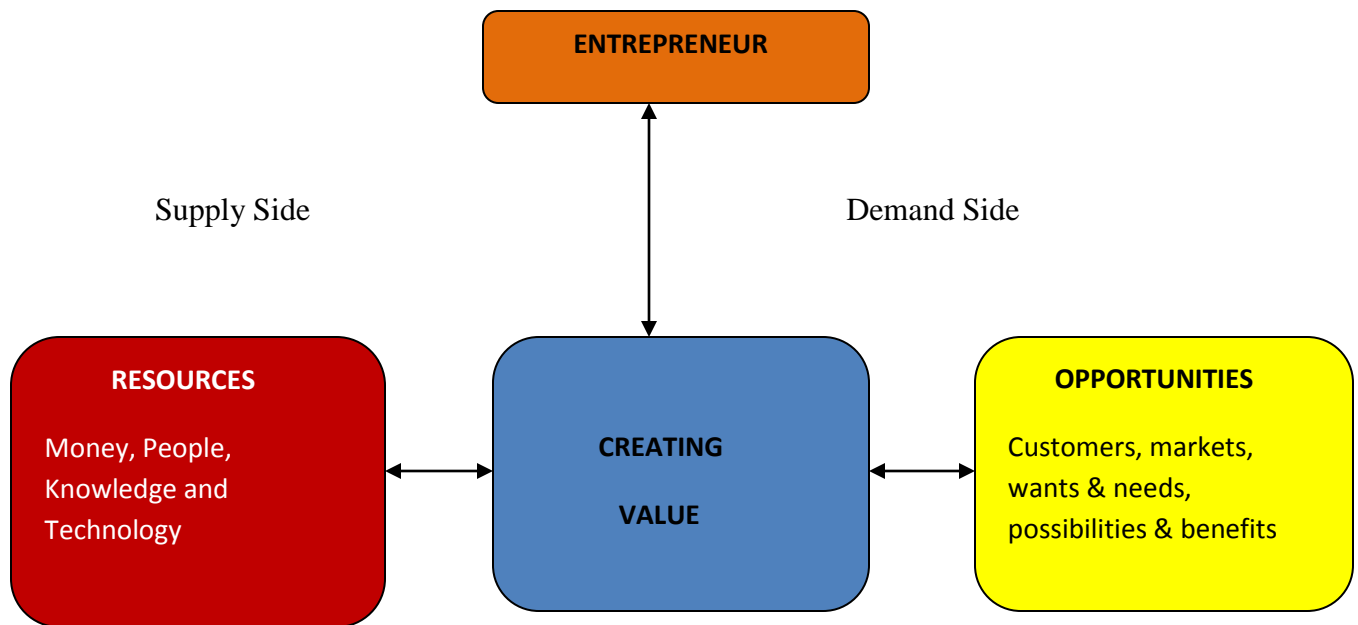 ENTREPRENEUR
Supply Side
Demand Side
RESOURCES
Money, People,
Knowledge and
Technology
CREATING
VALUE
OPPORTUNITIES
Customers, markets,
wants & needs,
possibilities & benefits